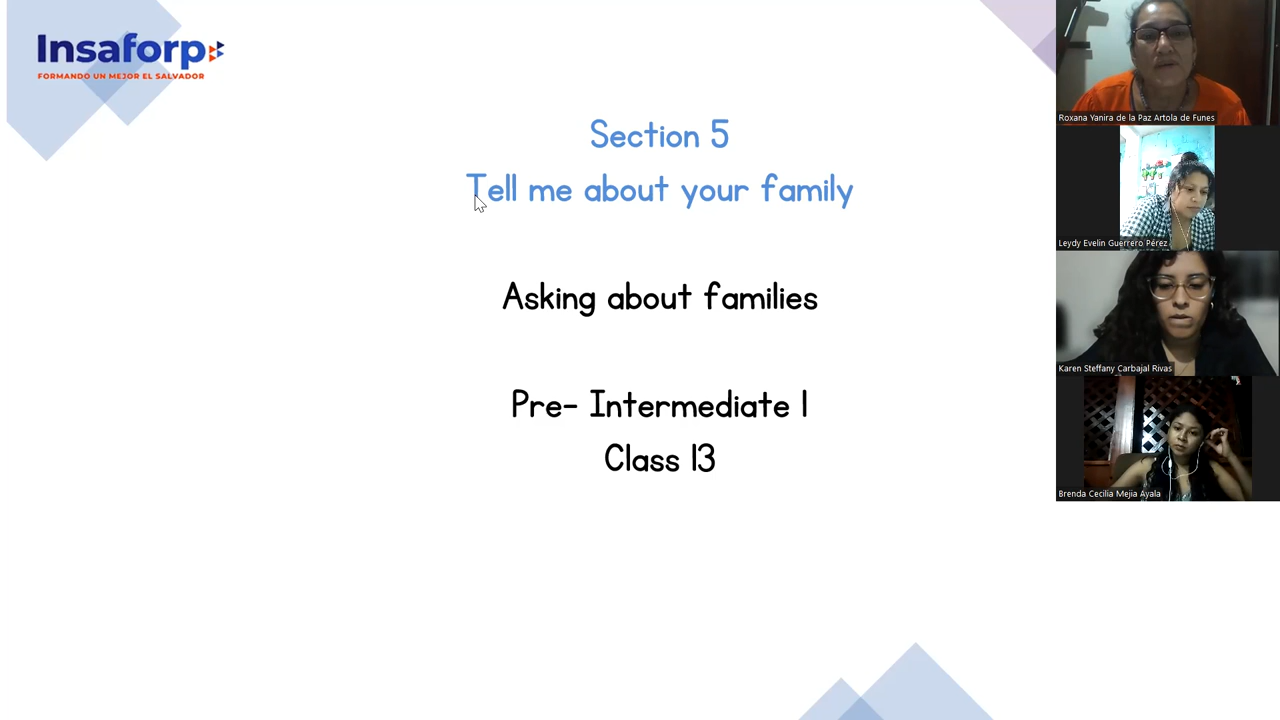 Insaforp
FORMANDO UN MEJOR EL SALVADOR
Section 5
Tell me about your family
Asking about families
Pre- Intermediate 1
Class 13
Roxana Yanira de la Paz Artola de Funes
Leydy Evelin Guerrero Pérez
Karen Steffany Carbajal Rivas
Brenda Cecilia Mejia Ayala